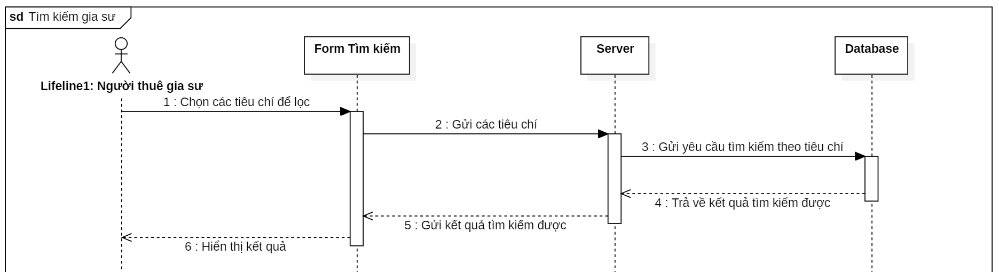 sd Tìm kiếm gia sư
Form Tìm kiếm
Server
Database
Lifeline1: Người thuê gia sư
1 : Chọn các tiêu chí để lọc
2 : Gửi các tiêu chí
3 : Gửi yêu cầu tìm kiếm theo tiêu chí
4 : Trả về kết quả tìm kiếm được
5 : Gửi kết quả tìm kiếm được
6 : Hiển thị kết quả